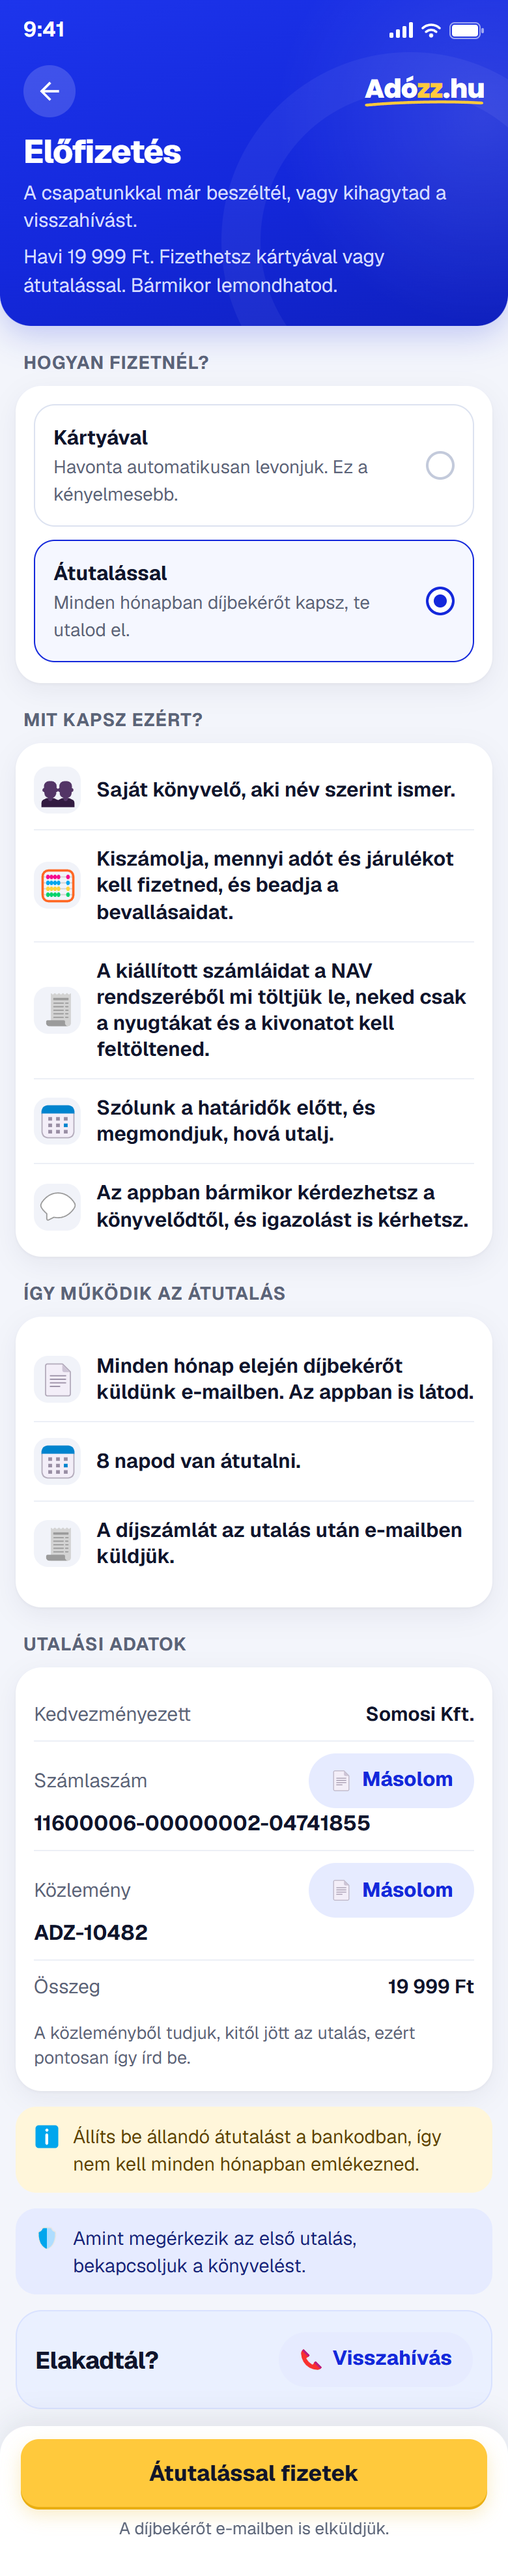 9:41
Adózz.hu
Előfizetés
A csapatunkkal már beszéltél, vagy kihagytad a
visszahívást.
Havi 19 999 Ft. Fizethetsz kártyával vagy
átutalással. Bármikor lemondhatod.
HOGYAN FIZETNÉL?
Kártyával
Havonta automatikusan levonjuk. Ez a
kényelmesebb.
Átutalással
Minden hónapban díjbekérőt kapsz, te
utalod el.
MIT KAPSZ EZÉRT?
Saját könyvelő, aki név szerint ismer.
Kiszámolja, mennyi adót és járulékot
kell fizetned, és beadja a
bevallásaidat.
A kiállított számláidat a NAV
rendszeréből mi töltjük le, neked csak
a nyugtákat és a kivonatot kell
feltöltened.
Szólunk a határidők előtt, és
megmondjuk, hová utalj.
Az appban bármikor kérdezhetsz a
könyvelődtől, és igazolást is kérhetsz.
ÍGY MŰKÖDIK AZ ÁTUTALÁS
Minden hónap elején díjbekérőt
küldünk e-mailben. Az appban is látod.
8 napod van átutalni.
A díjszámlát az utalás után e-mailben
küldjük.
UTALÁSI ADATOK
Kedvezményezett Somosi Kft.
Számlaszám Másolom
11600006-00000002-04741855
Közlemény Másolom
ADZ-10482
Összeg 19 999 Ft
A közleményből tudjuk, kitől jött az utalás, ezért
pontosan így írd be.
Állíts be állandó átutalást a bankodban, így
nem kell minden hónapban emlékezned.
Amint megérkezik az első utalás,
bekapcsoljuk a könyvelést.
Elakadtál? Visszahívás
Átutalással fizetek
A díjbekérőt e-mailben is elküldjük.